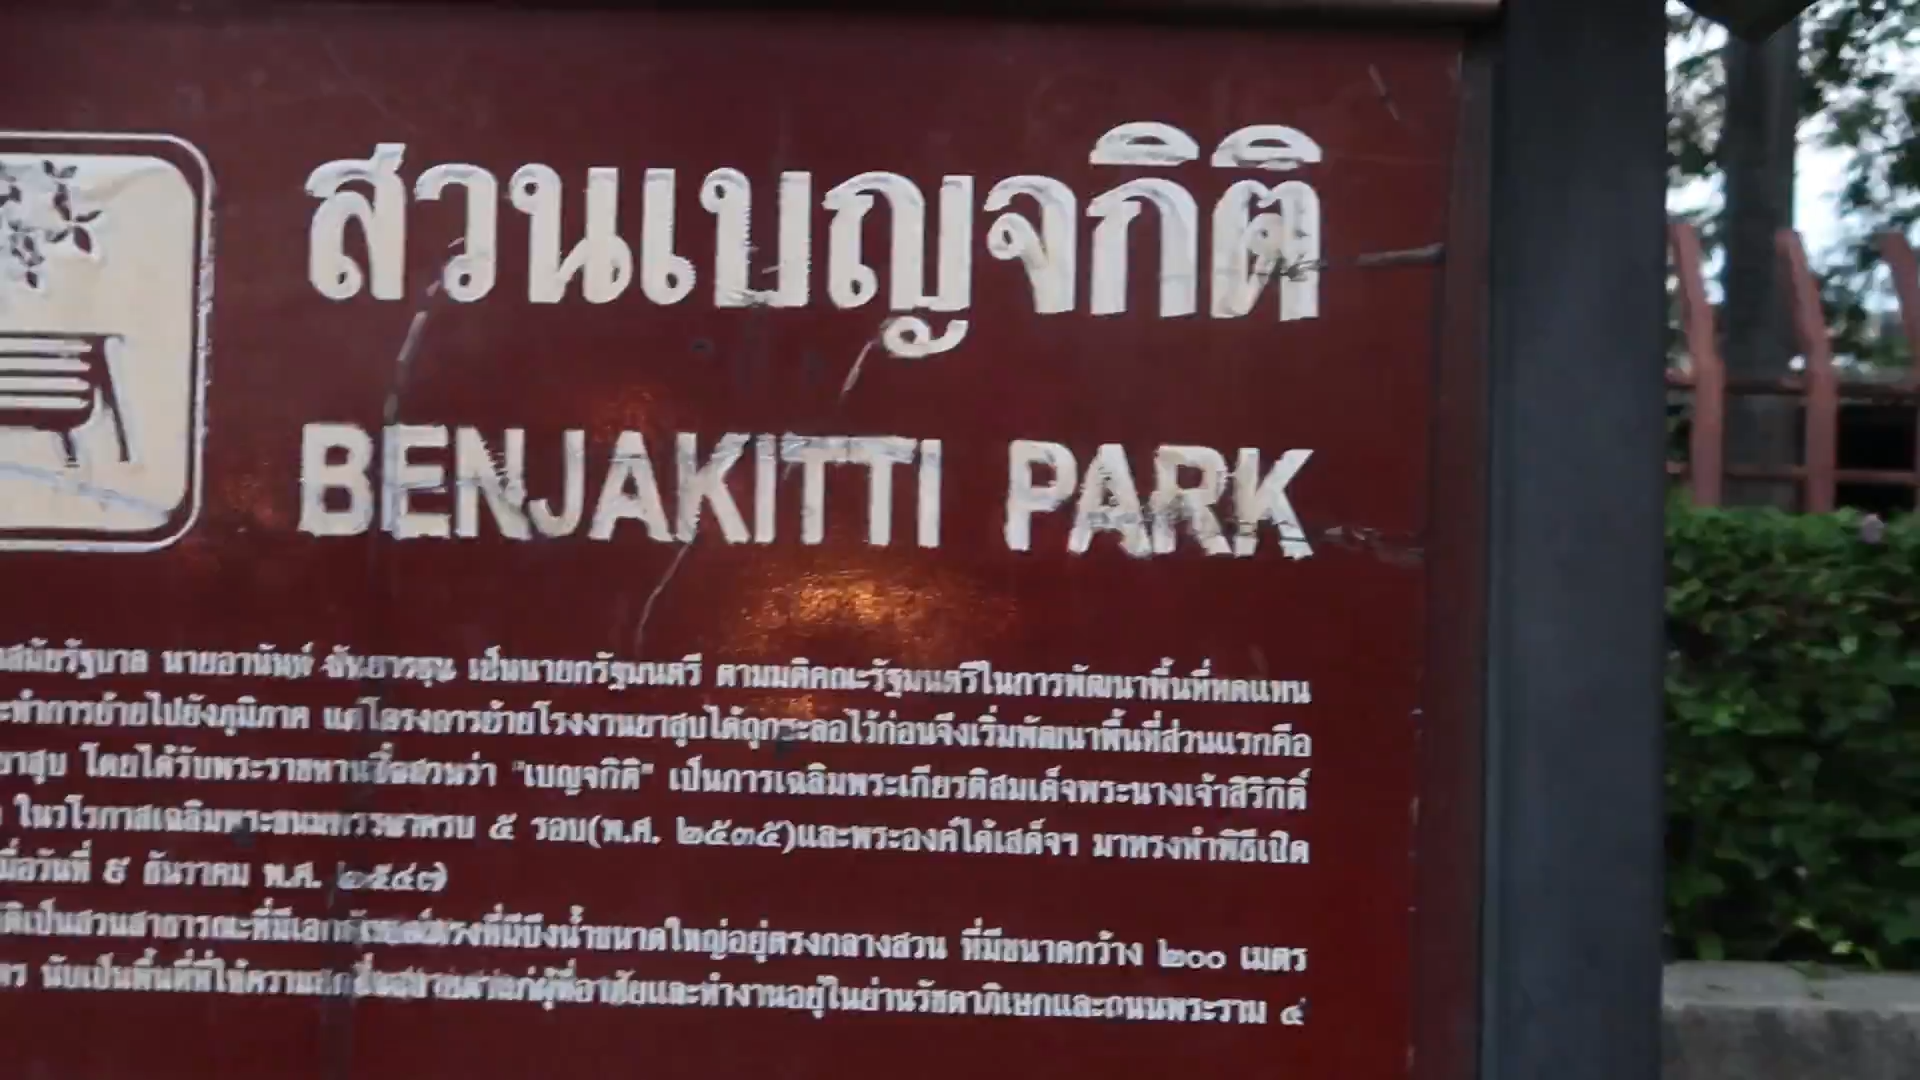 สวนเบญจกิติ
BENJAKITTI PARK
สมัยรัฐบาล นายอานันท์ ปันยารชุน เป็นนายกรัฐมนตรี ตามมติคณะรัฐมนตรีในการพัฒนาพื้นที่ทดแทน
ะทำการย้ายไปยังภูมิภาค แต่โครงการย้ายโรงงานยาสูบได้ถูกชะลอไว้ก่อนจึงเริ่มพัฒนาพื้นที่ส่วนแรกคือ
ยาสูบ โดยได้รับพระราชทานชื่อสวนว่า "เบญจกิติ" เป็นการเฉลิมพระเกียรติสมเด็จพระนางเจ้าสิริกิติ์
ในวโรกาสเฉลิมพระชนมพรรษาครบ ๕ รอบ(พ.ศ. ๒๕๓๕)และพระองค์ได้เสด็จฯ มาทรงทำพิธีเปิด
มื่อวันที่ ๙ ธันวาคม พ.ศ. ๒๕๔๗)
ติเป็นสวนสาธารณะที่มีเอกลักษณ์ตรงที่มีบึงน้ำขนาดใหญ่อยู่ตรงกลางสวน ที่มีขนาดกว้าง ๒๐๐ เมตร
ตร นับเป็นพื้นที่ที่ให้ความสดชื่นสบายตาแก่ผู้ที่อาศัยและทำงานอยู่ในย่านรัชดาภิเษกและถนนพระราม ๔